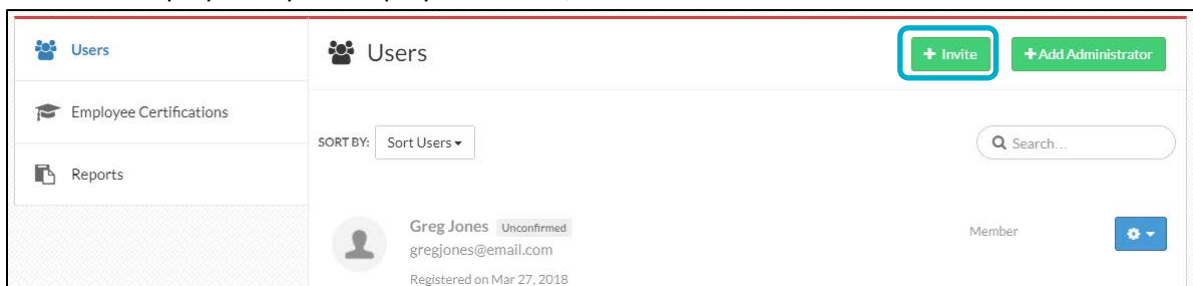 Users
Employee Certifications
Reports
Users
+ Invite
+Add Administrator
SORT BY: Sort Users
Search...
Greg Jones Unconfirmed
gregjones@email.com
Registered on Mar 27, 2018
Member